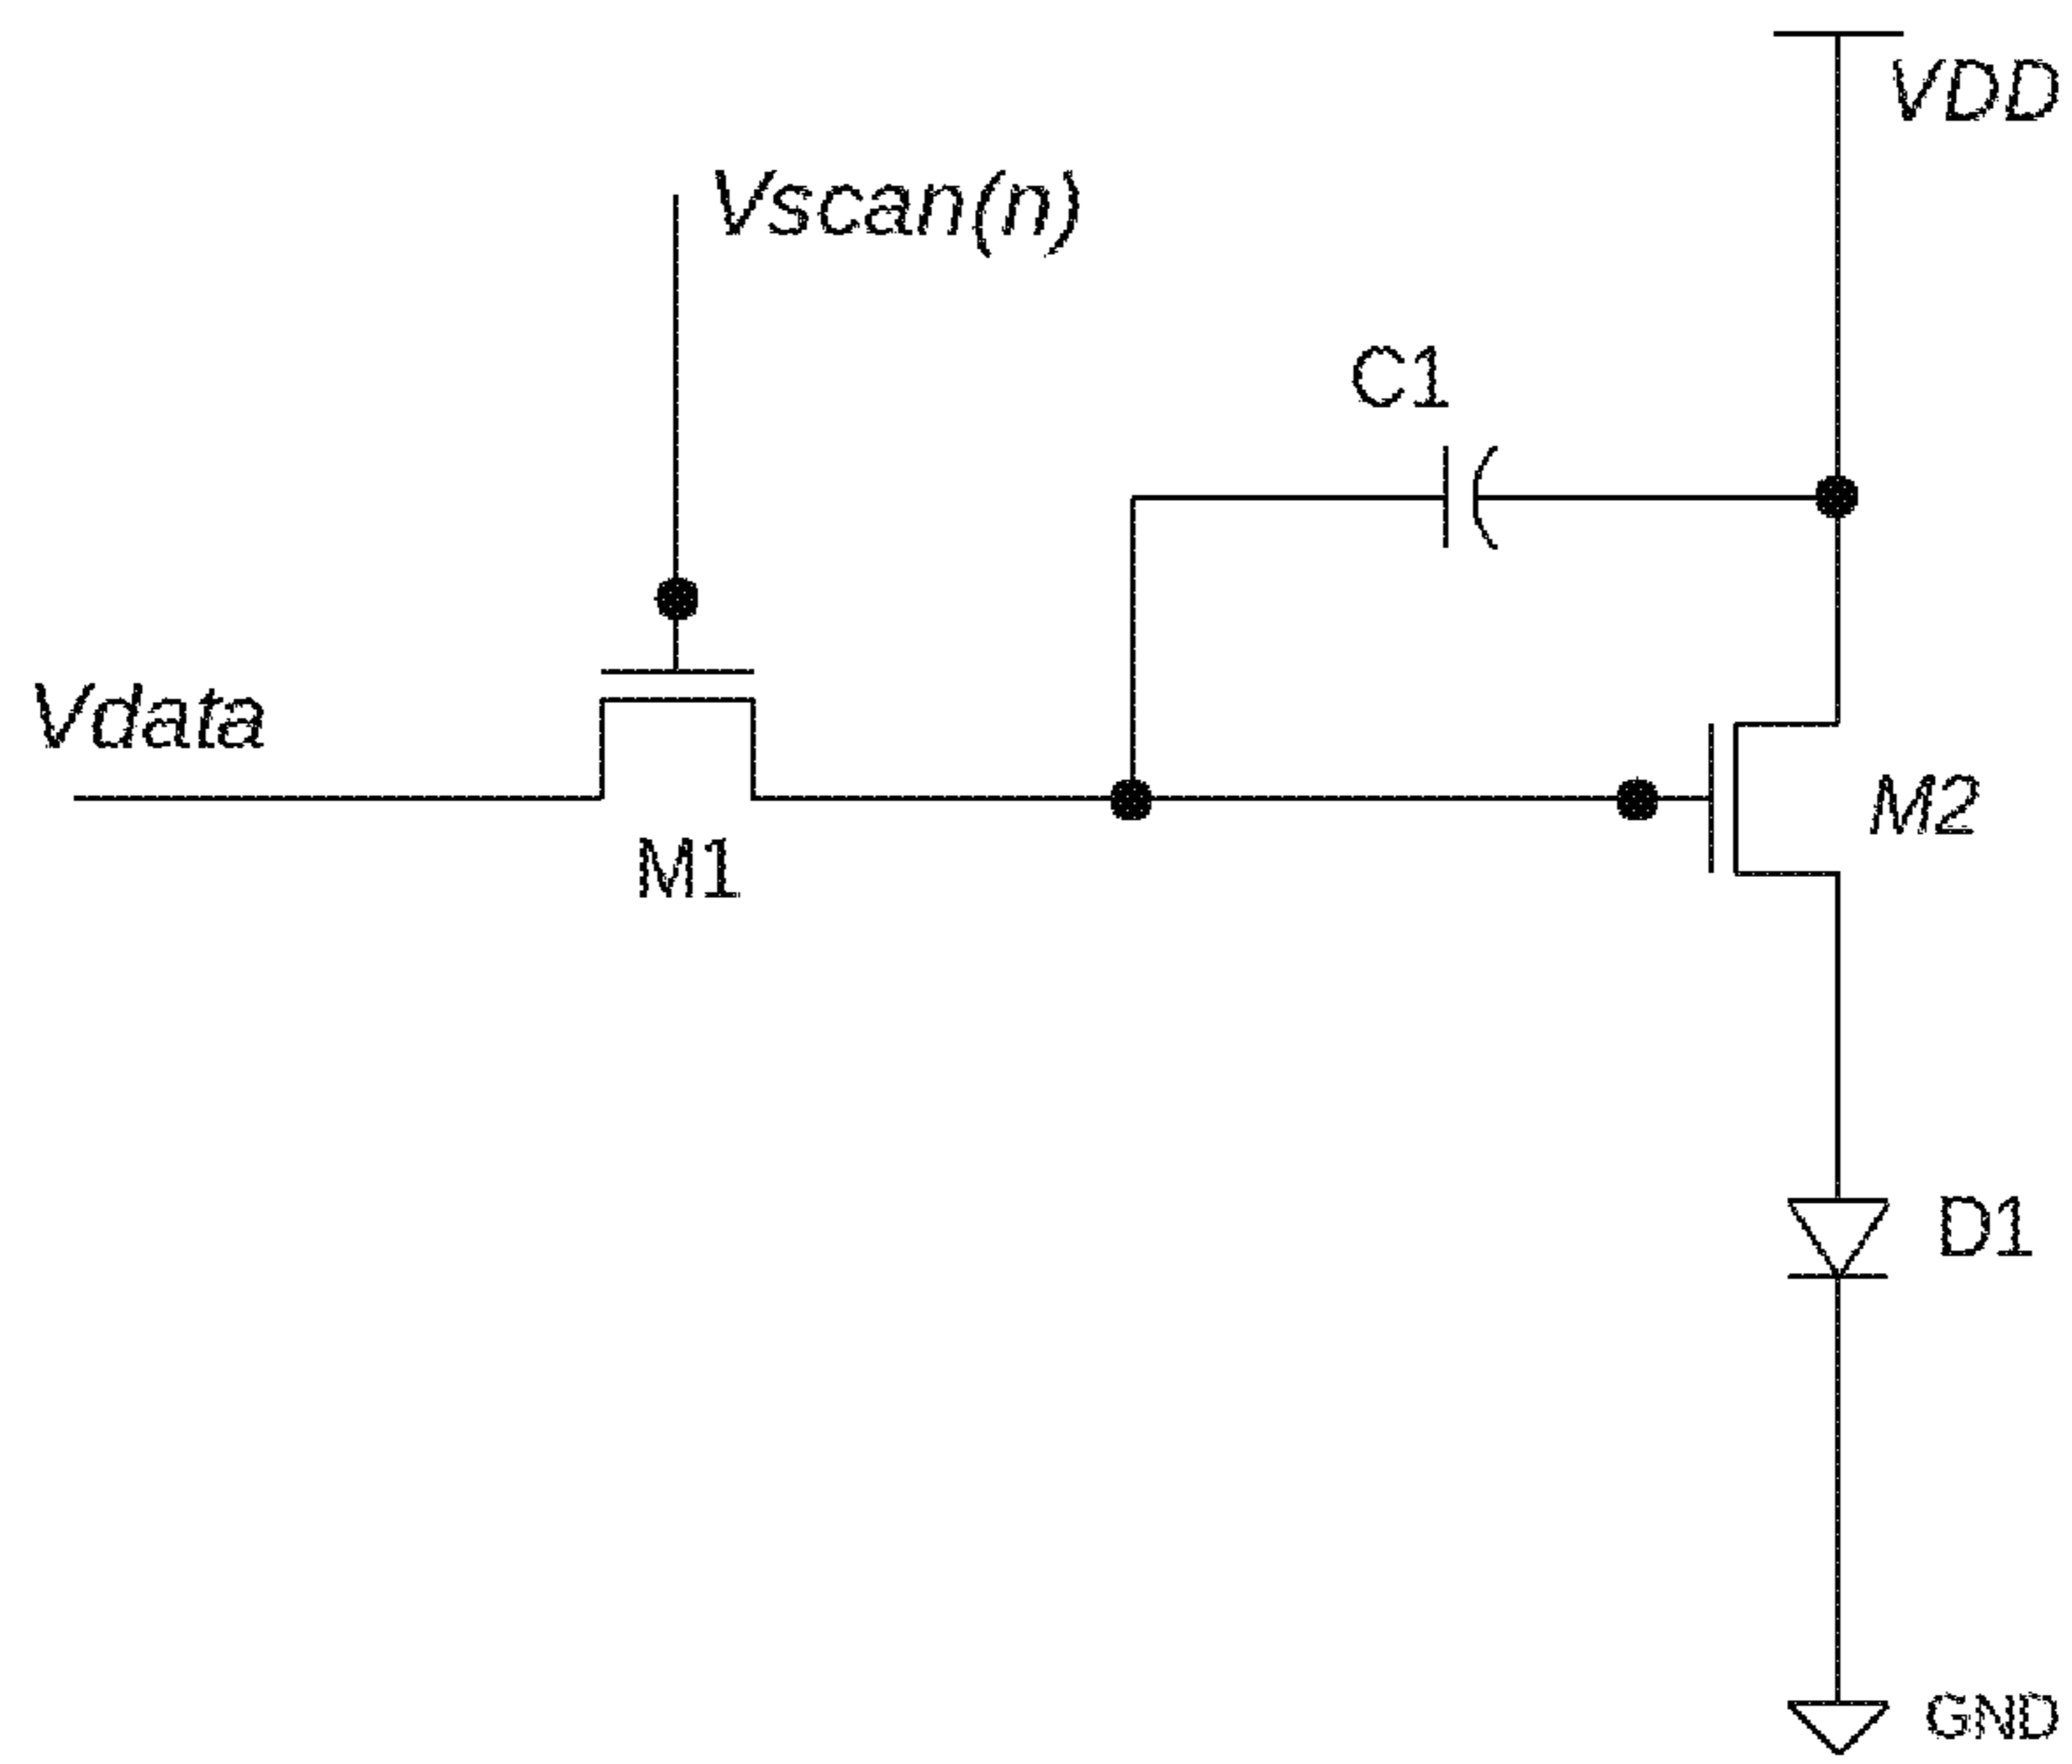 VDD
Vscan(n)
C1
Vdata
M2
M1
D1
GND